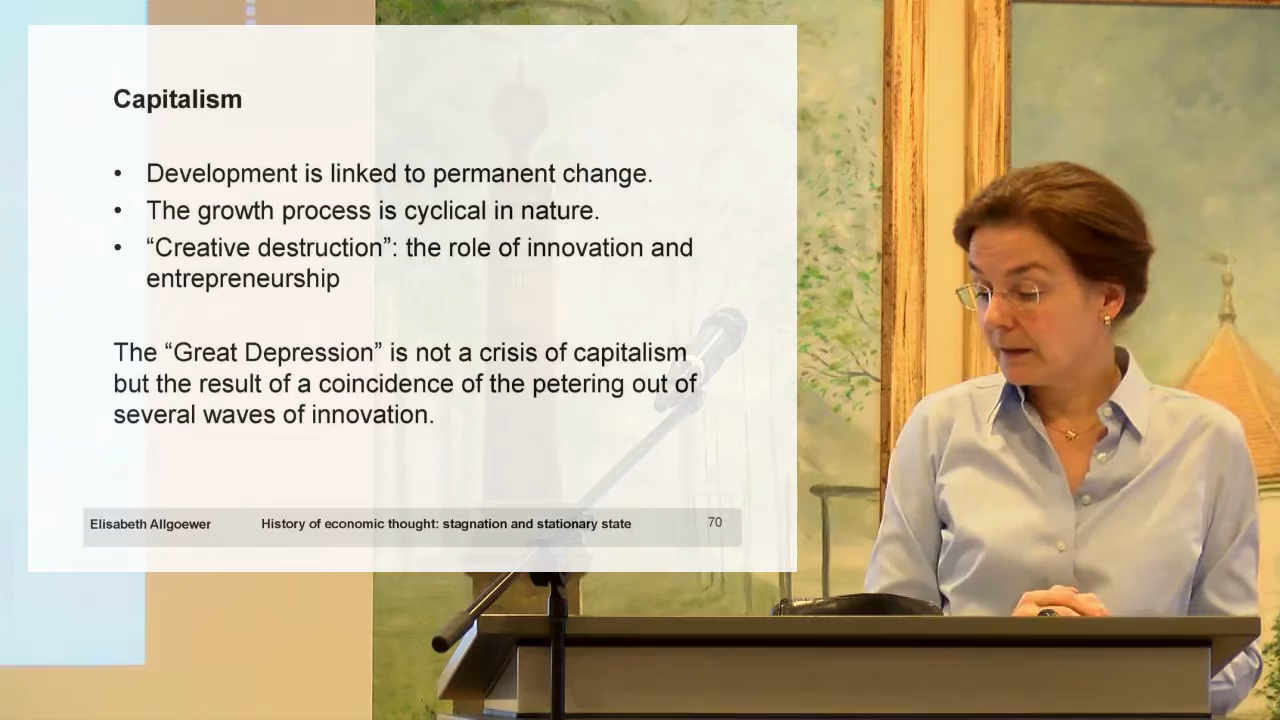 Capitalism
• Development is linked to permanent change.
• The growth process is cyclical in nature.
• “Creative destruction”: the role of innovation and
entrepreneurship
The “Great Depression” is not a crisis of capitalism
but the result of a coincidence of the petering out of
several waves of innovation.
Elisabeth Allgoewer History of economic thought: stagnation and stationary state 70